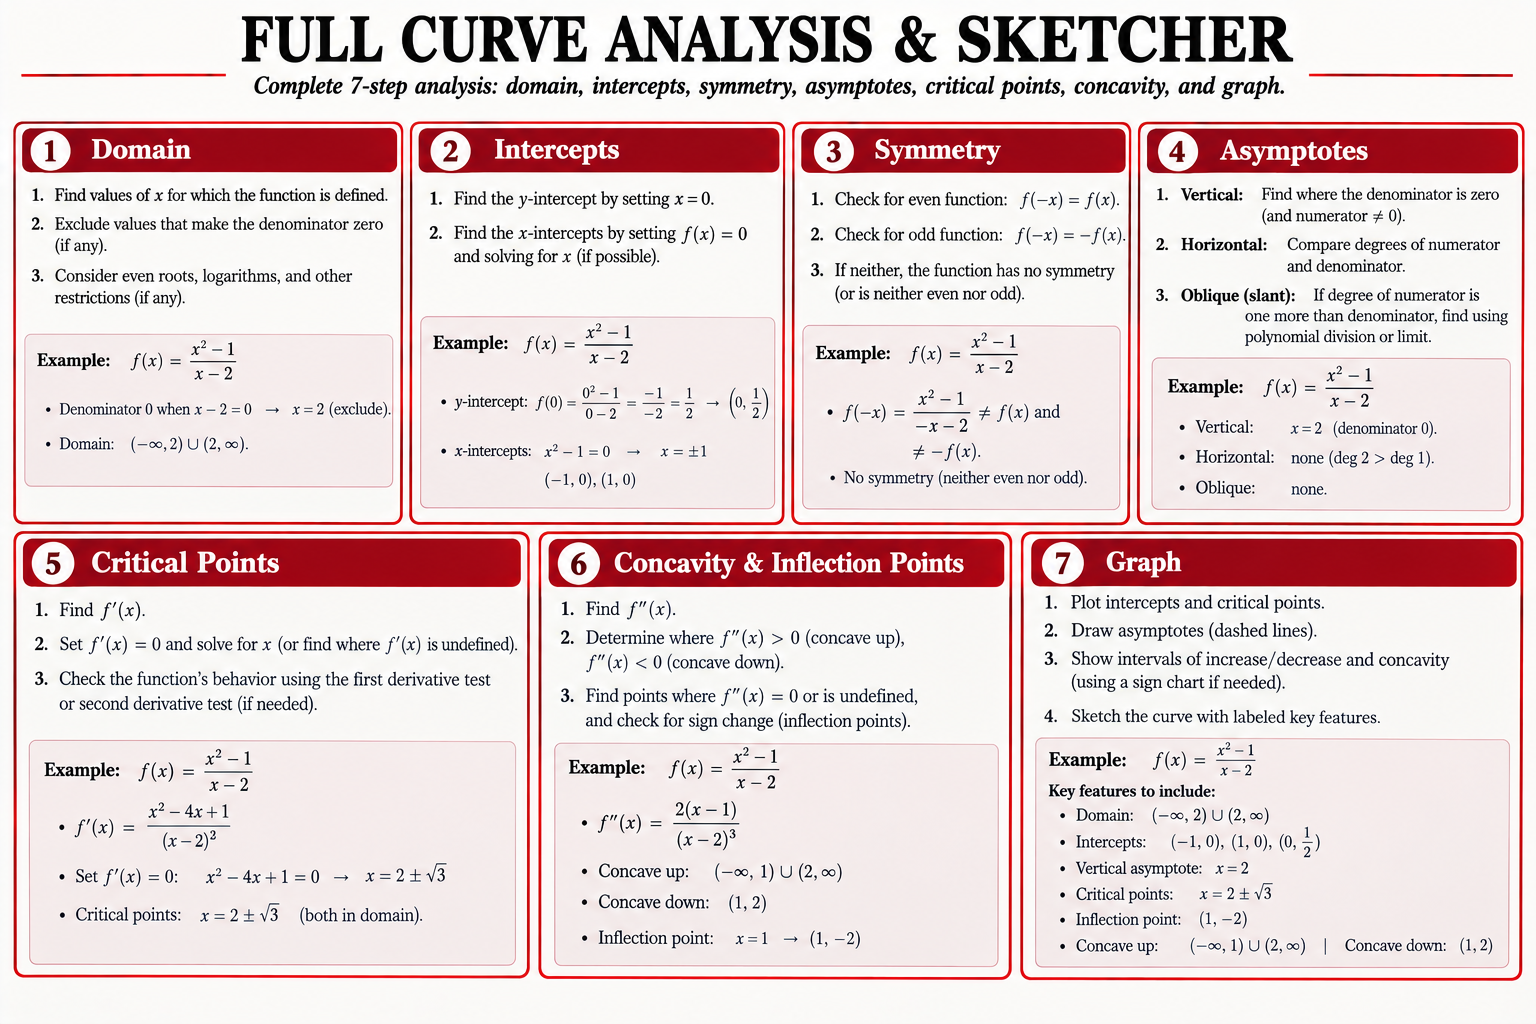 FULL CURVE ANALYSIS & SKETCHER
Complete 7-step analysis: domain, intercepts, symmetry, asymptotes, critical points, concavity, and graph.
1 Domain
1. Find values of x for which the function is defined.
2. Exclude values that make the denominator zero
(if any).
3. Consider even roots, logarithms, and other
restrictions (if any).
Example: f(x) = (x² − 1)/(x − 2)
• Denominator 0 when x − 2 = 0 → x = 2 (exclude).
• Domain: (−∞, 2) ∪ (2, ∞).
2 Intercepts
1. Find the y-intercept by setting x = 0.
2. Find the x-intercepts by setting f(x) = 0
and solving for x (if possible).
Example: f(x) = (x² − 1)/(x − 2)
• y-intercept: f(0) = (0² − 1)/(0 − 2) = −1/−2 = 1/2 → (0, 1/2)
• x-intercepts: x² − 1 = 0 → x = ±1
(−1, 0), (1, 0)
3 Symmetry
1. Check for even function: f(−x) = f(x).
2. Check for odd function: f(−x) = −f(x).
3. If neither, the function has no symmetry
(or is neither even nor odd).
Example: f(x) = (x² − 1)/(x − 2)
• f(−x) = (x² − 1)/(−x − 2) ≠ f(x) and
≠ −f(x).
• No symmetry (neither even nor odd).
4 Asymptotes
1. Vertical: Find where the denominator is zero
(and numerator ≠ 0).
2. Horizontal: Compare degrees of numerator
and denominator.
3. Oblique (slant): If degree of numerator is
one more than denominator, find using
polynomial division or limit.
Example: f(x) = (x² − 1)/(x − 2)
• Vertical: x = 2 (denominator 0).
• Horizontal: none (deg 2 > deg 1).
• Oblique: none.
5 Critical Points
1. Find f′(x).
2. Set f′(x) = 0 and solve for x (or find where f′(x) is undefined).
3. Check the function's behavior using the first derivative test
or second derivative test (if needed).
Example: f(x) = (x² − 1)/(x − 2)
• f′(x) = (x² − 4x + 1)/(x − 2)²
• Set f′(x) = 0: x² − 4x + 1 = 0 → x = 2 ± √3
• Critical points: x = 2 ± √3 (both in domain).
6 Concavity & Inflection Points
1. Find f″(x).
2. Determine where f″(x) > 0 (concave up),
f″(x) < 0 (concave down).
3. Find points where f″(x) = 0 or is undefined,
and check for sign change (inflection points).
Example: f(x) = (x² − 1)/(x − 2)
• f″(x) = 2(x − 1)/(x − 2)³
• Concave up: (−∞, 1) ∪ (2, ∞)
• Concave down: (1, 2)
• Inflection point: x = 1 → (1, −2)
7 Graph
1. Plot intercepts and critical points.
2. Draw asymptotes (dashed lines).
3. Show intervals of increase/decrease and concavity
(using a sign chart if needed).
4. Sketch the curve with labeled key features.
Example: f(x) = (x² − 1)/(x − 2)
Key features to include:
• Domain: (−∞, 2) ∪ (2, ∞)
• Intercepts: (−1, 0), (1, 0), (0, 1/2)
• Vertical asymptote: x = 2
• Critical points: x = 2 ± √3
• Inflection point: (1, −2)
• Concave up: (−∞, 1) ∪ (2, ∞) | Concave down: (1, 2)